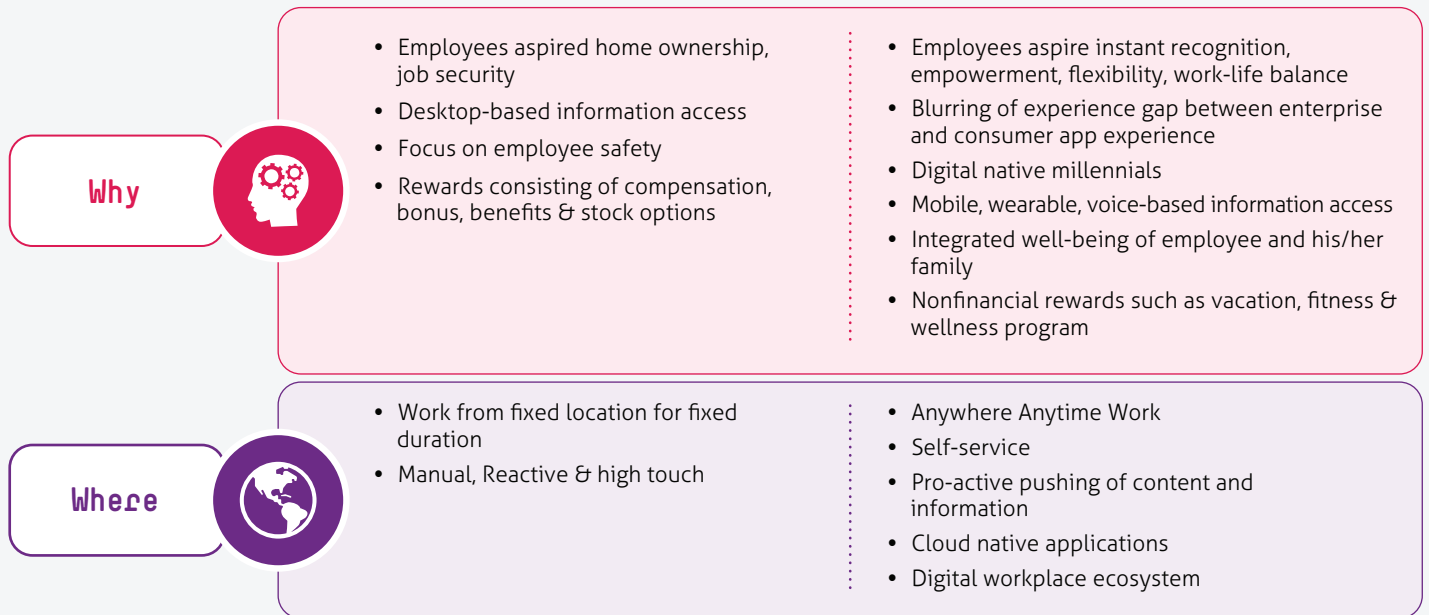 Why
• Employees aspired home ownership,
job security
• Desktop-based information access
• Focus on employee safety
• Rewards consisting of compensation,
bonus, benefits & stock options
• Employees aspire instant recognition,
empowerment, flexibility, work-life balance
• Blurring of experience gap between enterprise
and consumer app experience
• Digital native millennials
• Mobile, wearable, voice-based information access
• Integrated well-being of employee and his/her
family
• Nonfinancial rewards such as vacation, fitness &
wellness program
Where
• Work from fixed location for fixed
duration
• Manual, Reactive & high touch
• Anywhere Anytime Work
• Self-service
• Pro-active pushing of content and
information
• Cloud native applications
• Digital workplace ecosystem